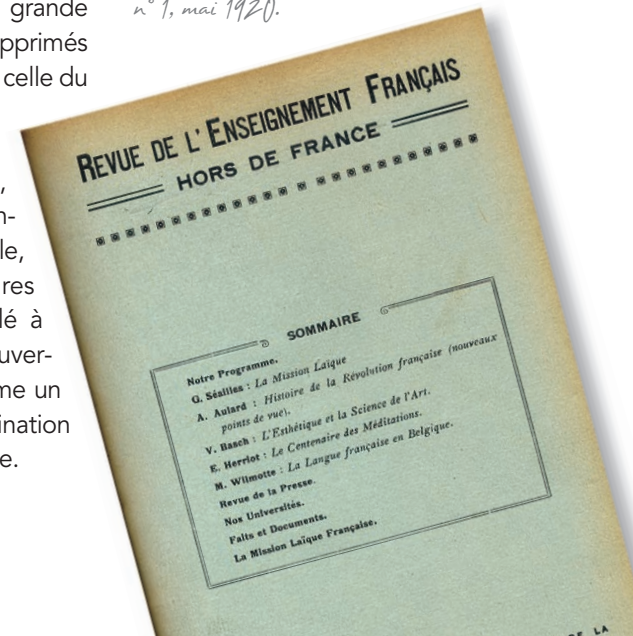 grande
pprimés
celle du
,
n-
le,
res
lé à
uver-
me un
ination
e.
n° 1, mai 1920.
REVUE DE L'ENSEIGNEMENT FRANÇAIS
HORS DE FRANCE
SOMMAIRE
Notre Programme.
G. Séailles : La Mission Laïque
A. Aulard : Histoire de la Révolution française (nouveaux
points de vue).
V. Basch : L'Esthétique et la Science de l'Art.
E. Herriot : Le Centenaire des Méditations.
M. Wilmotte : La Langue française en Belgique.
Revue de la Presse.
Nos Universités.
Faits et Documents.
La Mission Laïque Française.
DE LA